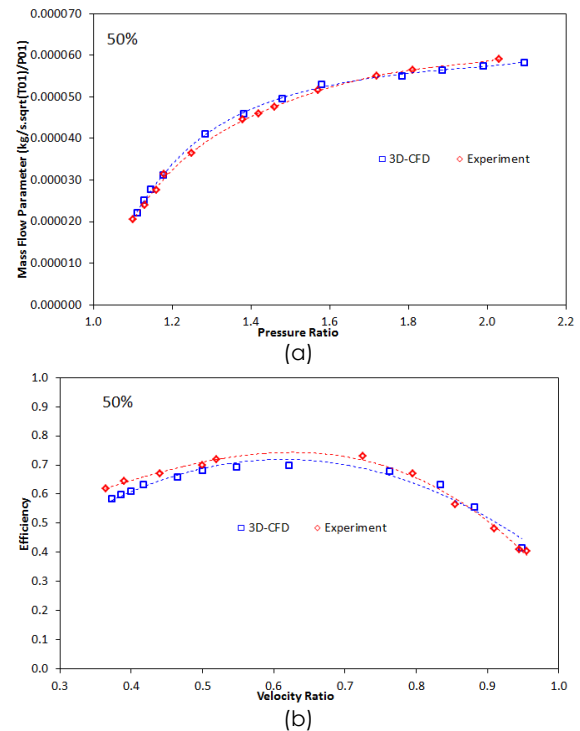 0.000070
50%
0.000060
0.000050
0.000040
0.000030
0.000020
0.000010
0.000000
Mass Flow Parameter (kg/s.sqrt(T01)/P01)
3D-CFD Experiment
1.0 1.2 1.4 1.6 1.8 2.0 2.2
Pressure Ratio
(a)
1.0
50%
0.9
0.8
0.7
0.6
0.5
0.4
0.3
0.2
0.1
0.0
Efficiency
3D-CFD Experiment
0.3 0.4 0.5 0.6 0.7 0.8 0.9 1.0
Velocity Ratio
(b)